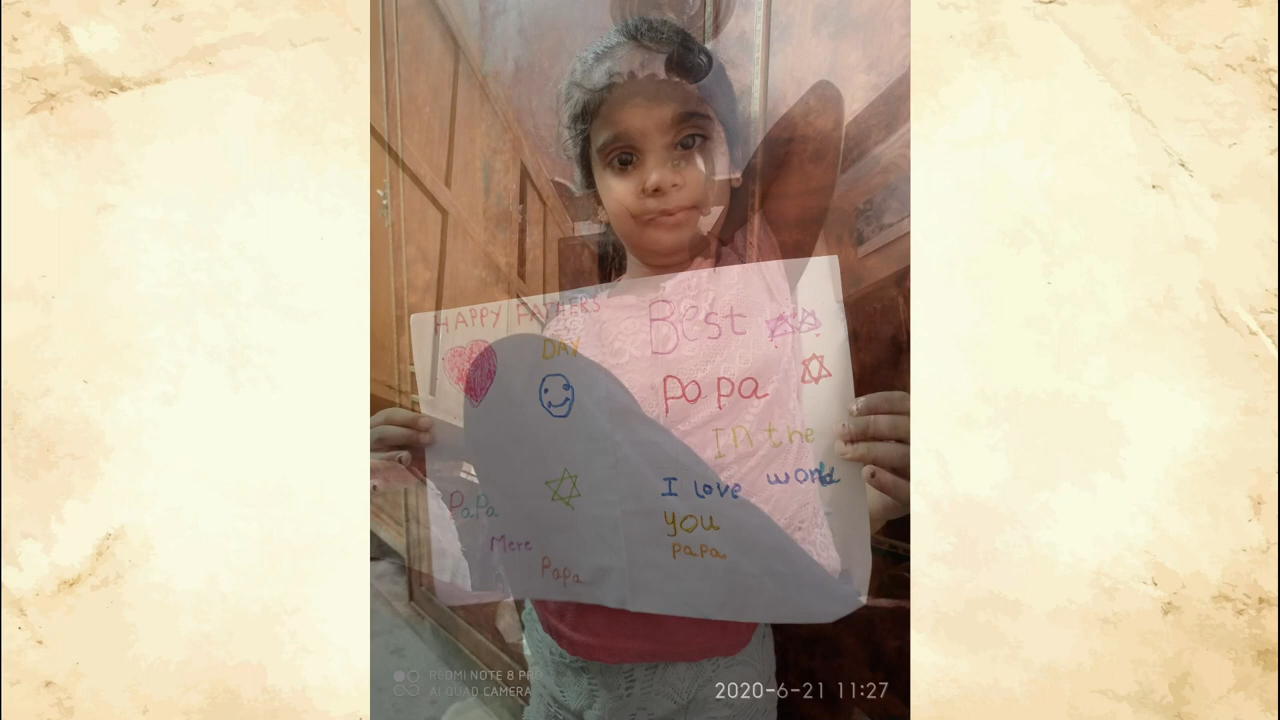 HAPPY FATHERS
DAY
Best
papa
In the
world
I love
you
papa
Papa
Mere
Papa
REDMI NOTE 8 PRO
AI QUAD CAMERA
2020-6-21 11:27